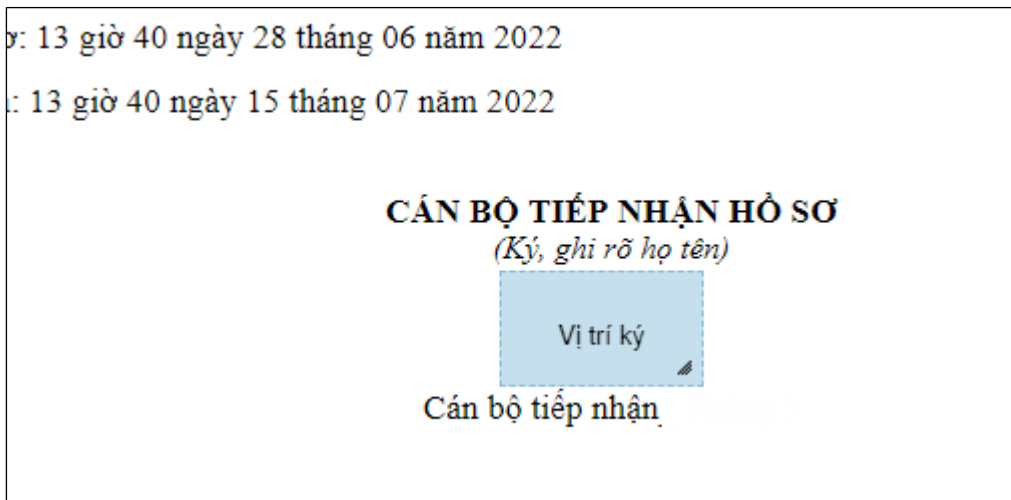 ơ: 13 giờ 40 ngày 28 tháng 06 năm 2022
: 13 giờ 40 ngày 15 tháng 07 năm 2022
CÁN BỘ TIẾP NHẬN HỒ SƠ
(Ký, ghi rõ họ tên)
Vị trí ký
Cán bộ tiếp nhận